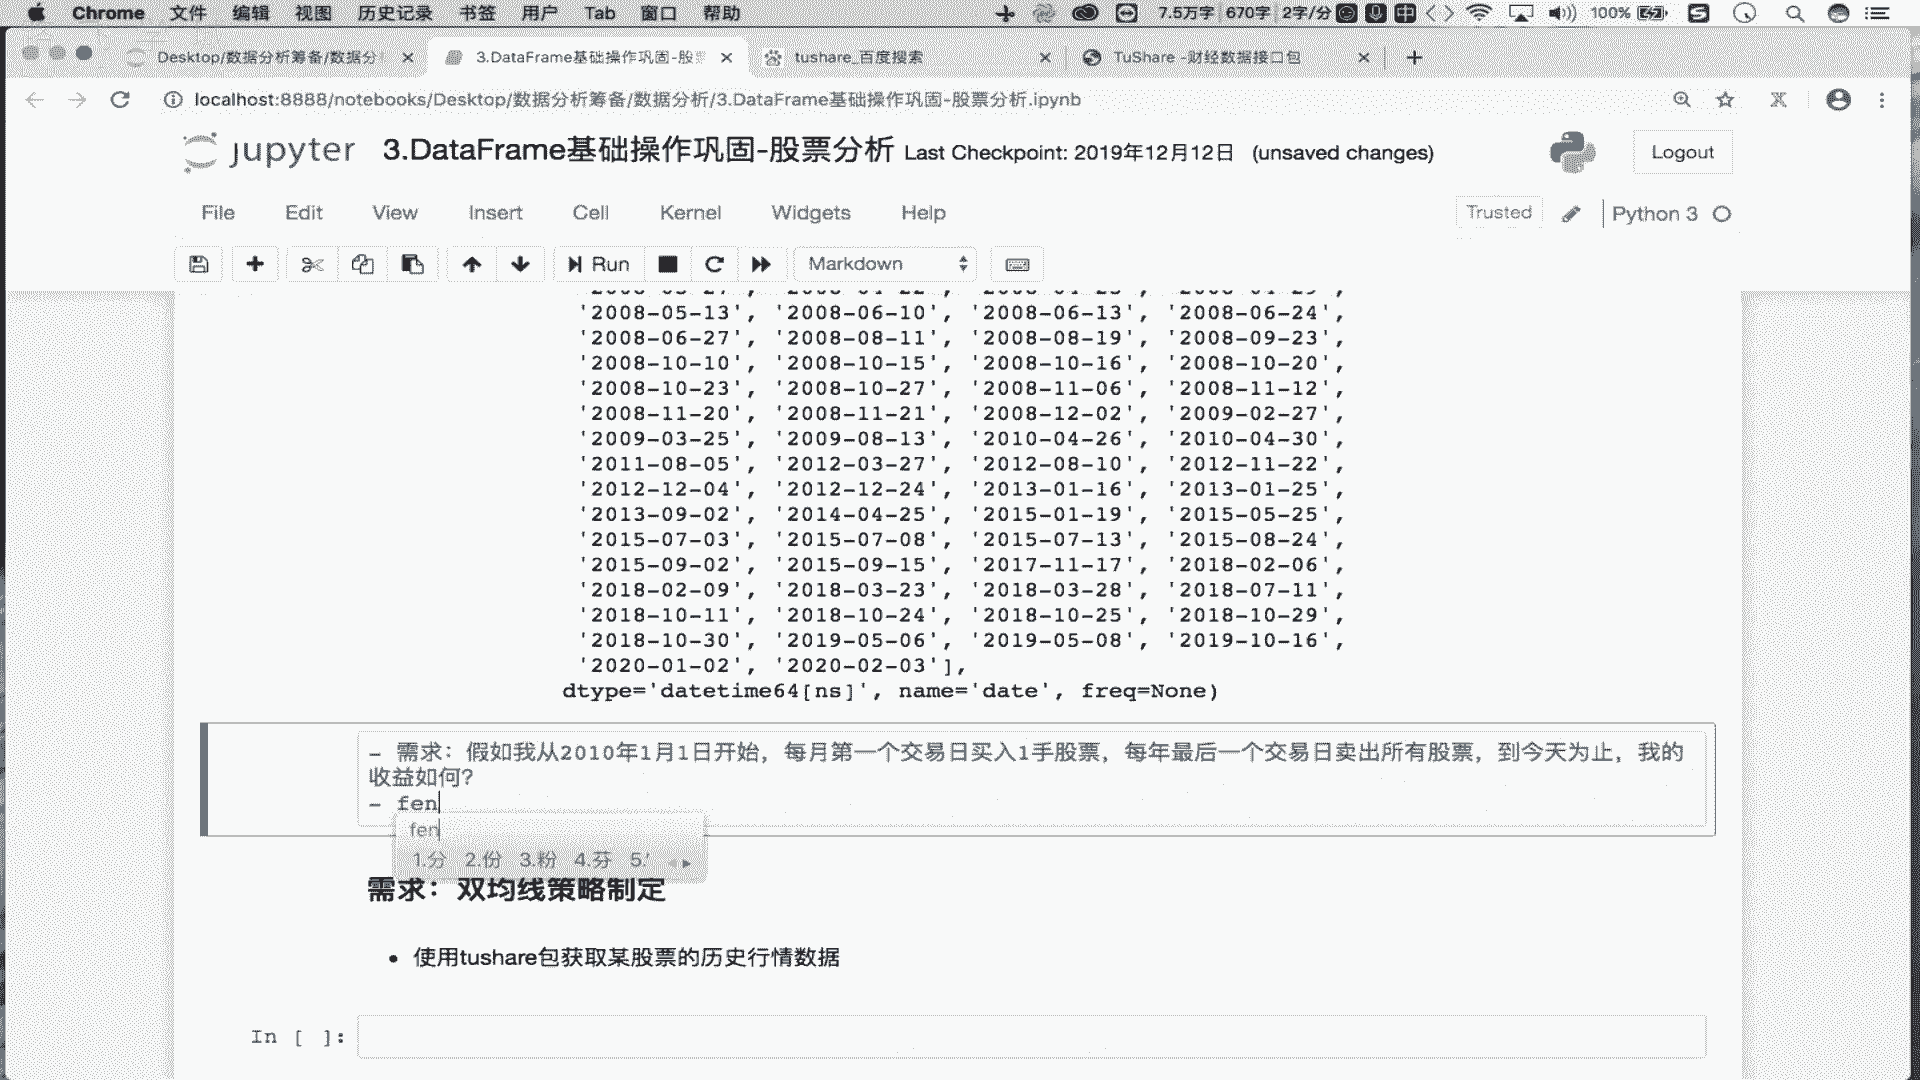 Chrome 文件 编辑 视图 历史记录 书签 用户 Tab 窗口 帮助 7.5万字 670字 2字/分 中 100%
Desktop/数据分析筹备/数据分 3.DataFrame基础操作巩固-股 tushare_百度搜索 TuShare -财经数据接口包
localhost:8888/notebooks/Desktop/数据分析筹备/数据分析/3.DataFrame基础操作巩固-股票分析.ipynb
jupyter 3.DataFrame基础操作巩固-股票分析 Last Checkpoint: 2019年12月12日 (unsaved changes) Logout
File Edit View Insert Cell Kernel Widgets Help Trusted Python 3
Run Markdown
'2008-05-13', '2008-06-10', '2008-06-13', '2008-06-24',
'2008-06-27', '2008-08-11', '2008-08-19', '2008-09-23',
'2008-10-10', '2008-10-15', '2008-10-16', '2008-10-20',
'2008-10-23', '2008-10-27', '2008-11-06', '2008-11-12',
'2008-11-20', '2008-11-21', '2008-12-02', '2009-02-27',
'2009-03-25', '2009-08-13', '2010-04-26', '2010-04-30',
'2011-08-05', '2012-03-27', '2012-08-10', '2012-11-22',
'2012-12-04', '2012-12-24', '2013-01-16', '2013-01-25',
'2013-09-02', '2014-04-25', '2015-01-19', '2015-05-25',
'2015-07-03', '2015-07-08', '2015-07-13', '2015-08-24',
'2015-09-02', '2015-09-15', '2017-11-17', '2018-02-06',
'2018-02-09', '2018-03-23', '2018-03-28', '2018-07-11',
'2018-10-11', '2018-10-24', '2018-10-25', '2018-10-29',
'2018-10-30', '2019-05-06', '2019-05-08', '2019-10-16',
'2020-01-02', '2020-02-03'],
dtype='datetime64[ns]', name='date', freq=None)
- 需求：假如我从2010年1月1日开始，每月第一个交易日买入1手股票，每年最后一个交易日卖出所有股票，到今天为止，我的
收益如何？
- fen
fen
1.分 2.份 3.粉 4.芬 5.
需求：双均线策略制定
• 使用tushare包获取某股票的历史行情数据
In [ ]: